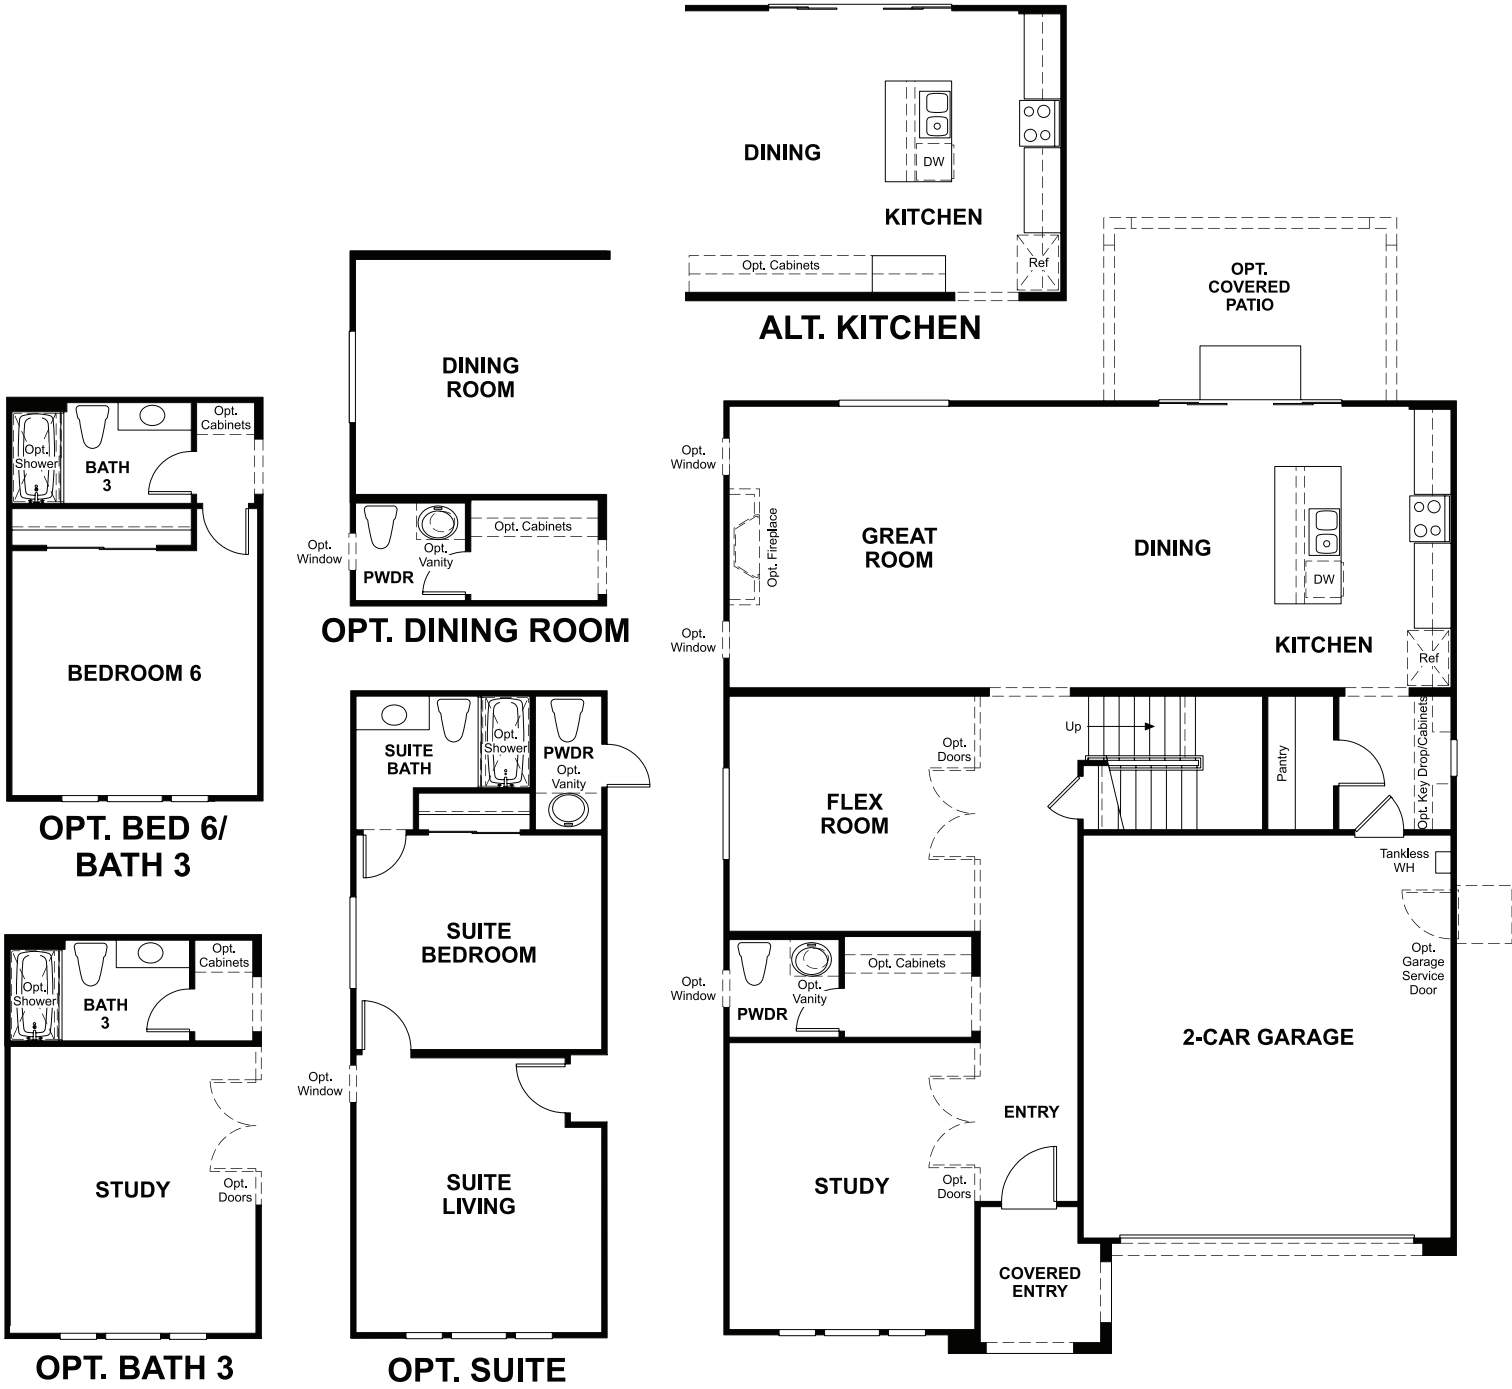 DINING
DW
KITCHEN
Opt. Cabinets
Ref
ALT. KITCHEN
DINING
ROOM
Opt. Cabinets
Opt.
Window
Opt.
Vanity
PWDR
OPT. DINING ROOM
Opt.
Cabinets
Opt.
Shower
BATH
3
BEDROOM 6
OPT. BED 6/
BATH 3
Opt.
Cabinets
Opt.
Shower
BATH
3
STUDY
Opt.
Doors
OPT. BATH 3
SUITE
BATH
Opt.
Shower
PWDR
Opt.
Vanity
SUITE
BEDROOM
Opt.
Window
SUITE
LIVING
OPT. SUITE
OPT.
COVERED
PATIO
Opt.
Window
Opt. Fireplace
GREAT
ROOM
DINING
DW
Opt.
Window
KITCHEN
Ref
Up
Opt.
Doors
Pantry
Opt. Key Drop/Cabinets
FLEX
ROOM
Tankless
WH
Opt.
Garage
Service
Door
Opt. Cabinets
Opt.
Window
Opt.
Vanity
PWDR
2-CAR GARAGE
ENTRY
STUDY
Opt.
Doors
COVERED
ENTRY